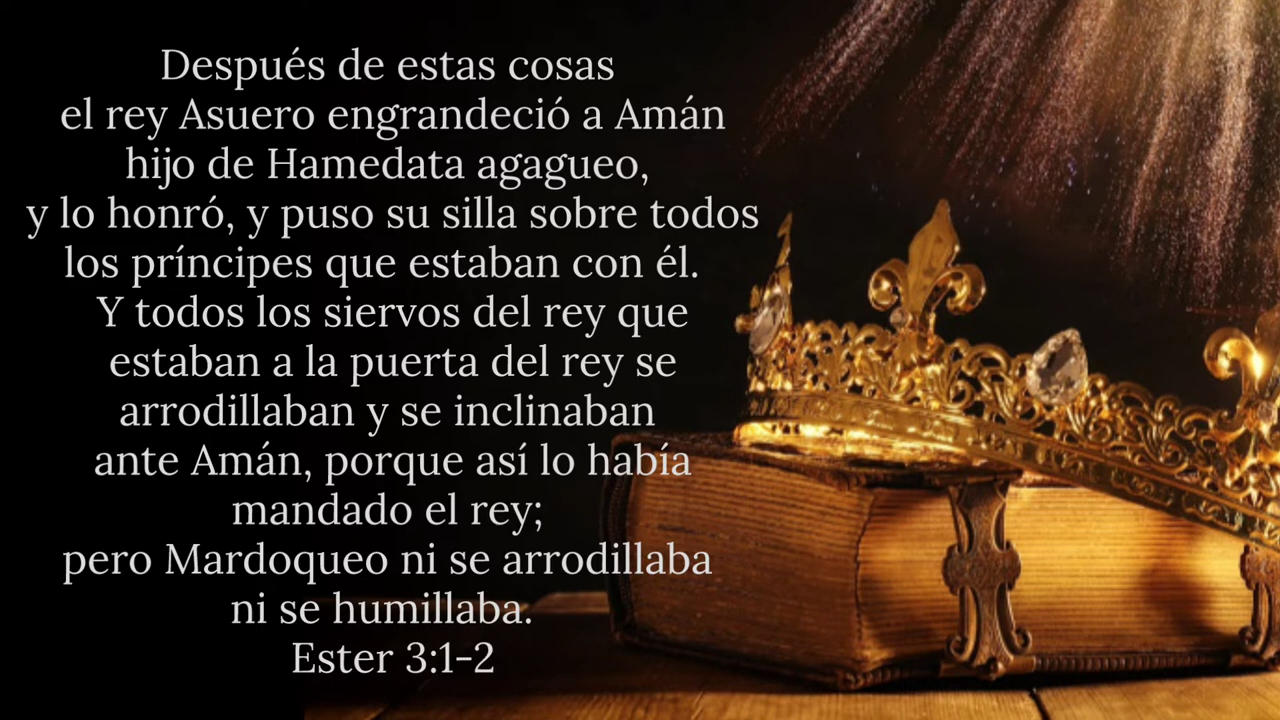 Después de estas cosas
el rey Asuero engrandeció a Amán
hijo de Hamedata agagueo,
y lo honró, y puso su silla sobre todos
los príncipes que estaban con él.
Y todos los siervos del rey que
estaban a la puerta del rey se
arrodillaban y se inclinaban
ante Amán, porque así lo había
mandado el rey;
pero Mardoqueo ni se arrodillaba
ni se humillaba.
Ester 3:1-2